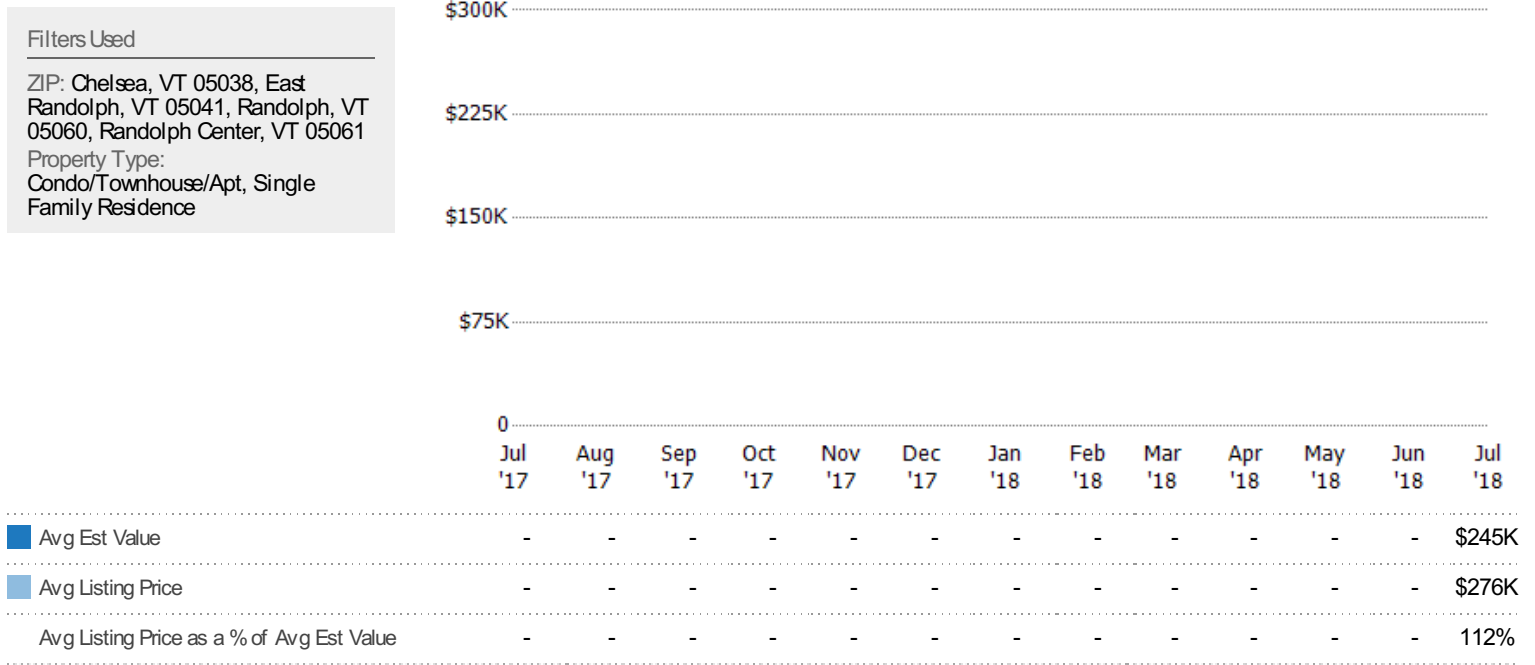 Filters Used
ZIP: Chelsea, VT 05038, East
Randolph, VT 05041, Randolph, VT
05060, Randolph Center, VT 05061
Property Type:
Condo/Townhouse/Apt, Single
Family Residence
$300K
$225K
$150K
$75K
0
Jul Aug Sep Oct Nov Dec Jan Feb Mar Apr May Jun Jul
'17 '17 '17 '17 '17 '17 '18 '18 '18 '18 '18 '18 '18
Avg Est Value - - - - - - - - - - - - $245K
Avg Listing Price - - - - - - - - - - - - $276K
Avg Listing Price as a % of Avg Est Value - - - - - - - - - - - - 112%